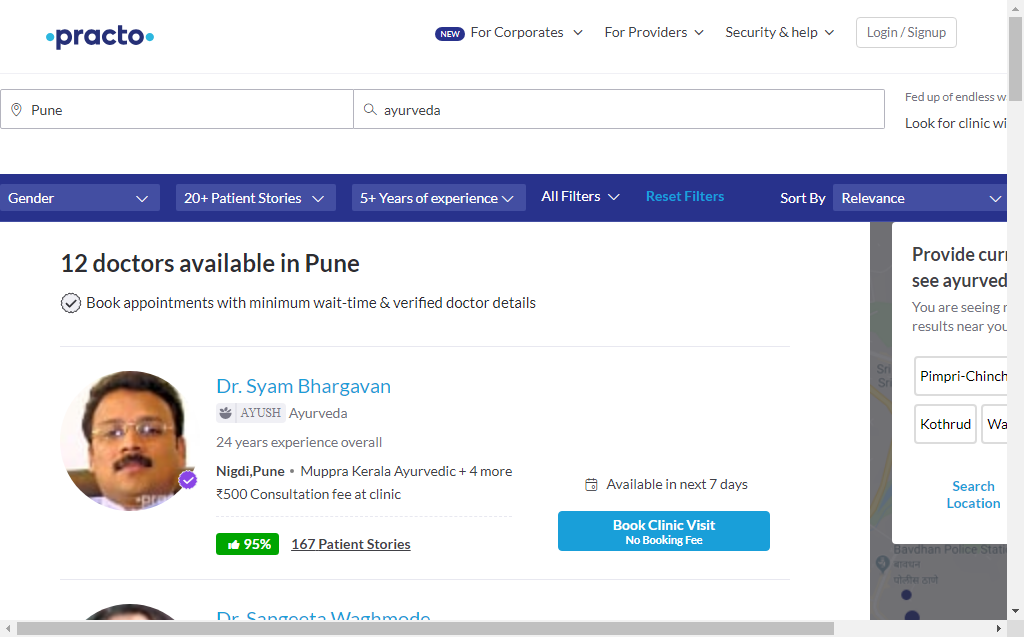 practo
NEW For Corporates
For Providers
Security & help
Login / Signup
Pune
ayurveda
Fed up of endless w
Look for clinic wi
Gender
20+ Patient Stories
5+ Years of experience
All Filters
Reset Filters
Sort By
Relevance
12 doctors available in Pune
Book appointments with minimum wait-time & verified doctor details
Dr. Syam Bhargavan
AYUSH Ayurveda
24 years experience overall
Nigdi,Pune • Muppra Kerala Ayurvedic + 4 more
₹500 Consultation fee at clinic
95%
167 Patient Stories
Available in next 7 days
Book Clinic Visit
No Booking Fee
Dr. Sangeeta Waghmode
Provide curr
see ayurved
You are seeing r
results near you
Pimpri-Chinch
Kothrud
Wa
Search
Location
Bavdhan Police Stati
बावधन
पोलीस ठाणे